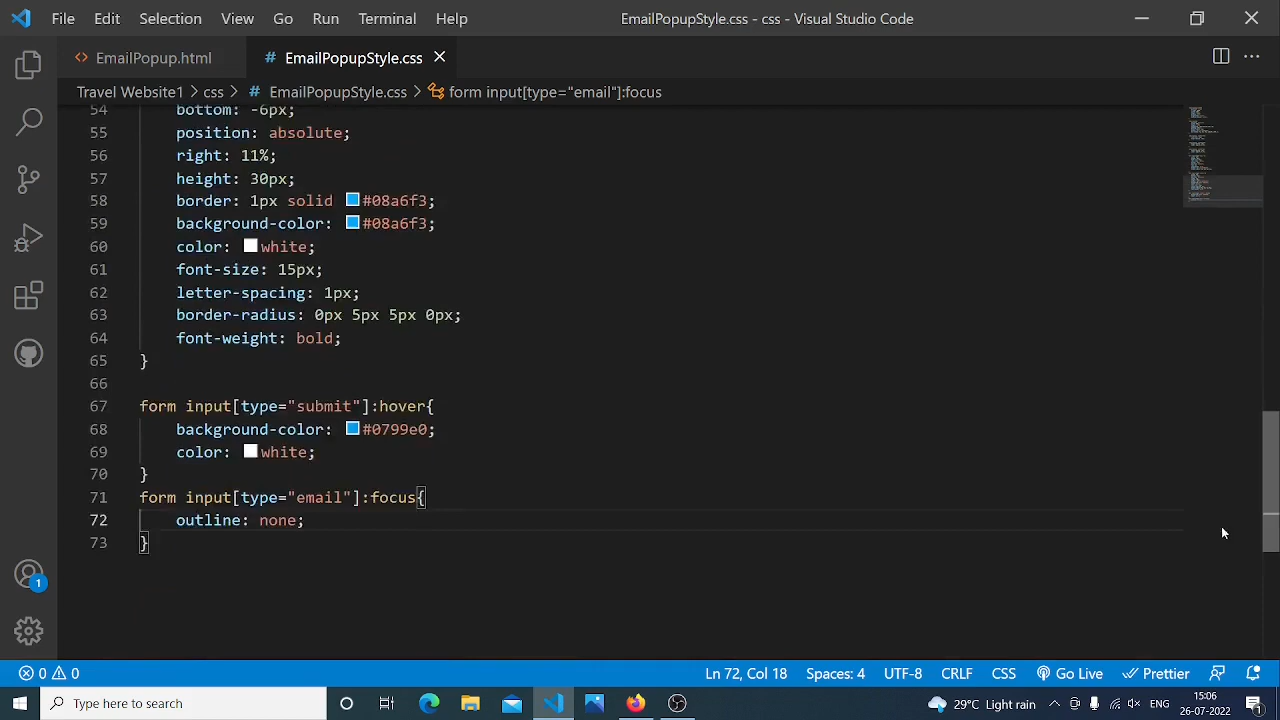 File Edit Selection View Go Run Terminal Help EmailPopupStyle.css - css - Visual Studio Code
<> EmailPopup.html # EmailPopupStyle.css
Travel Website1 > css > # EmailPopupStyle.css > form input[type="email"]:focus
54 bottom: -6px;
55 position: absolute;
56 right: 11%;
57 height: 30px;
58 border: 1px solid #08a6f3;
59 background-color: #08a6f3;
60 color: white;
61 font-size: 15px;
62 letter-spacing: 1px;
63 border-radius: 0px 5px 5px 0px;
64 font-weight: bold;
65 }
66
67 form input[type="submit"]:hover{
68 background-color: #0799e0;
69 color: white;
70 }
71 form input[type="email"]:focus{
72 outline: none;
73 }
1
0 0 Ln 72, Col 18 Spaces: 4 UTF-8 CRLF CSS Go Live Prettier
Type here to search 29°C Light rain ENG 15:06
26-07-2022